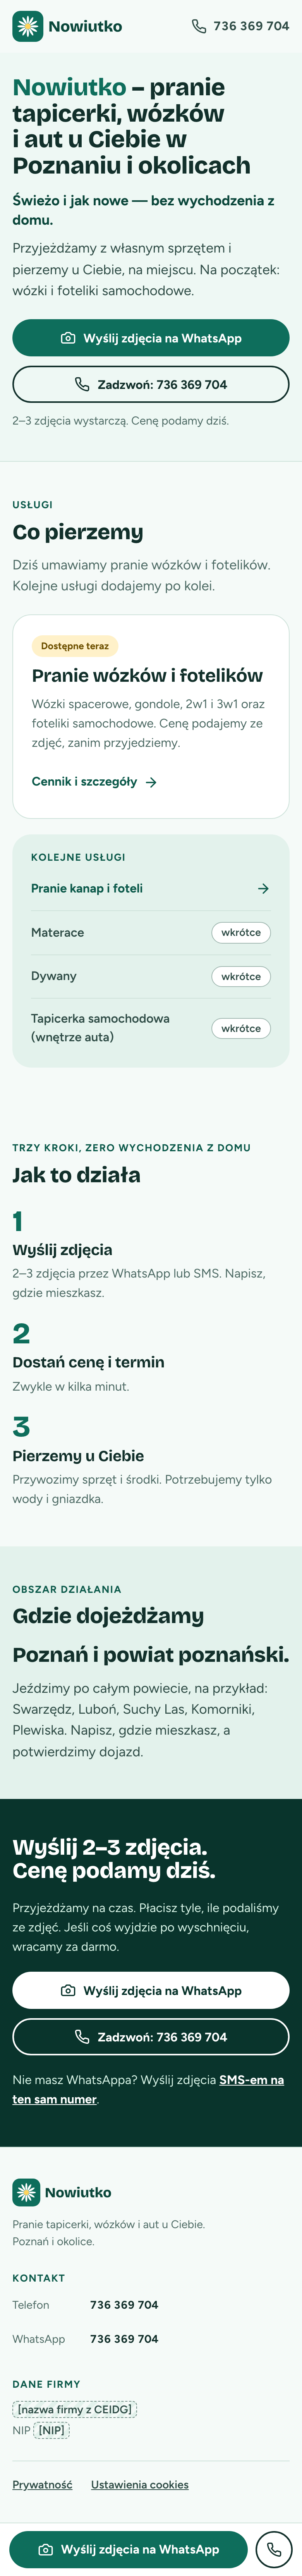 Nowiutko
736 369 704
Nowiutko – pranie
tapicerki, wózków
i aut u Ciebie w
Poznaniu i okolicach
Świeżo i jak nowe — bez wychodzenia z
domu.
Przyjeżdżamy z własnym sprzętem i
pierzemy u Ciebie, na miejscu. Na początek:
wózki i foteliki samochodowe.
Wyślij zdjęcia na WhatsApp
Zadzwoń: 736 369 704
2–3 zdjęcia wystarczą. Cenę podamy dziś.
USŁUGI
Co pierzemy
Dziś umawiamy pranie wózków i fotelików.
Kolejne usługi dodajemy po kolei.
Dostępne teraz
Pranie wózków i fotelików
Wózki spacerowe, gondole, 2w1 i 3w1 oraz
foteliki samochodowe. Cenę podajemy ze
zdjęć, zanim przyjedziemy.
Cennik i szczegóły
KOLEJNE USŁUGI
Pranie kanap i foteli
Materace
wkrótce
Dywany
wkrótce
Tapicerka samochodowa
(wnętrze auta)
wkrótce
TRZY KROKI, ZERO WYCHODZENIA Z DOMU
Jak to działa
1
Wyślij zdjęcia
2–3 zdjęcia przez WhatsApp lub SMS. Napisz,
gdzie mieszkasz.
2
Dostań cenę i termin
Zwykle w kilka minut.
3
Pierzemy u Ciebie
Przywozimy sprzęt i środki. Potrzebujemy tylko
wody i gniazdka.
OBSZAR DZIAŁANIA
Gdzie dojeżdżamy
Poznań i powiat poznański.
Jeździmy po całym powiecie, na przykład:
Swarzędz, Luboń, Suchy Las, Komorniki,
Plewiska. Napisz, gdzie mieszkasz, a
potwierdzimy dojazd.
Wyślij 2–3 zdjęcia.
Cenę podamy dziś.
Przyjeżdżamy na czas. Płacisz tyle, ile podaliśmy
ze zdjęć. Jeśli coś wyjdzie po wyschnięciu,
wracamy za darmo.
Wyślij zdjęcia na WhatsApp
Zadzwoń: 736 369 704
Nie masz WhatsAppa? Wyślij zdjęcia SMS-em na
ten sam numer.
Nowiutko
Pranie tapicerki, wózków i aut u Ciebie.
Poznań i okolice.
KONTAKT
Telefon 736 369 704
WhatsApp 736 369 704
DANE FIRMY
[nazwa firmy z CEIDG]
NIP [NIP]
Prywatność Ustawienia cookies
Wyślij zdjęcia na WhatsApp